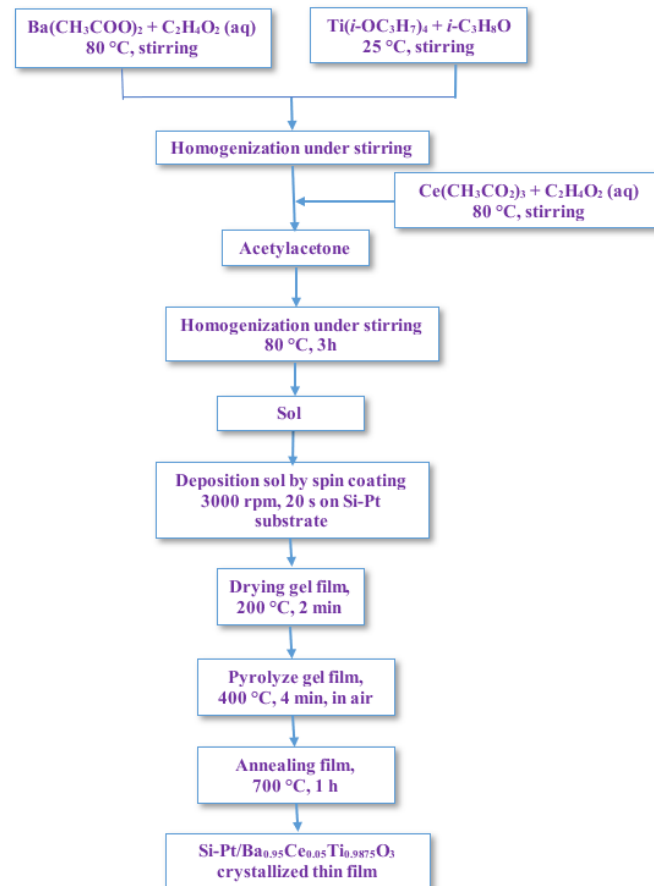 Ba(CH₃COO)₂ + C₂H₄O₂ (aq)
80 °C, stirring
Ti(i-OC₃H₇)₄ + i-C₃H₈O
25 °C, stirring
Homogenization under stirring
Ce(CH₃CO₂)₃ + C₂H₄O₂ (aq)
80 °C, stirring
Acetylacetone
Homogenization under stirring
80 °C, 3h
Sol
Deposition sol by spin coating
3000 rpm, 20 s on Si-Pt
substrate
Drying gel film,
200 °C, 2 min
Pyrolyze gel film,
400 °C, 4 min, in air
Annealing film,
700 °C, 1 h
Si-Pt/Ba₀.₉₅Ce₀.₀₅Ti₀.₉₈₇₅O₃
crystallized thin film